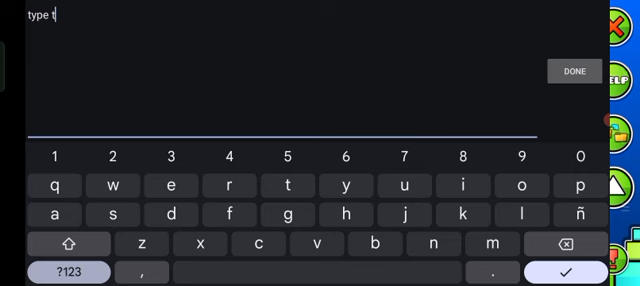 type t
DONE
ELP
1 2 3 4 5 6 7 8 9 0
q w e r t y u i o p
a s d f g h j k l ñ
z x c v b n m
?123 , .